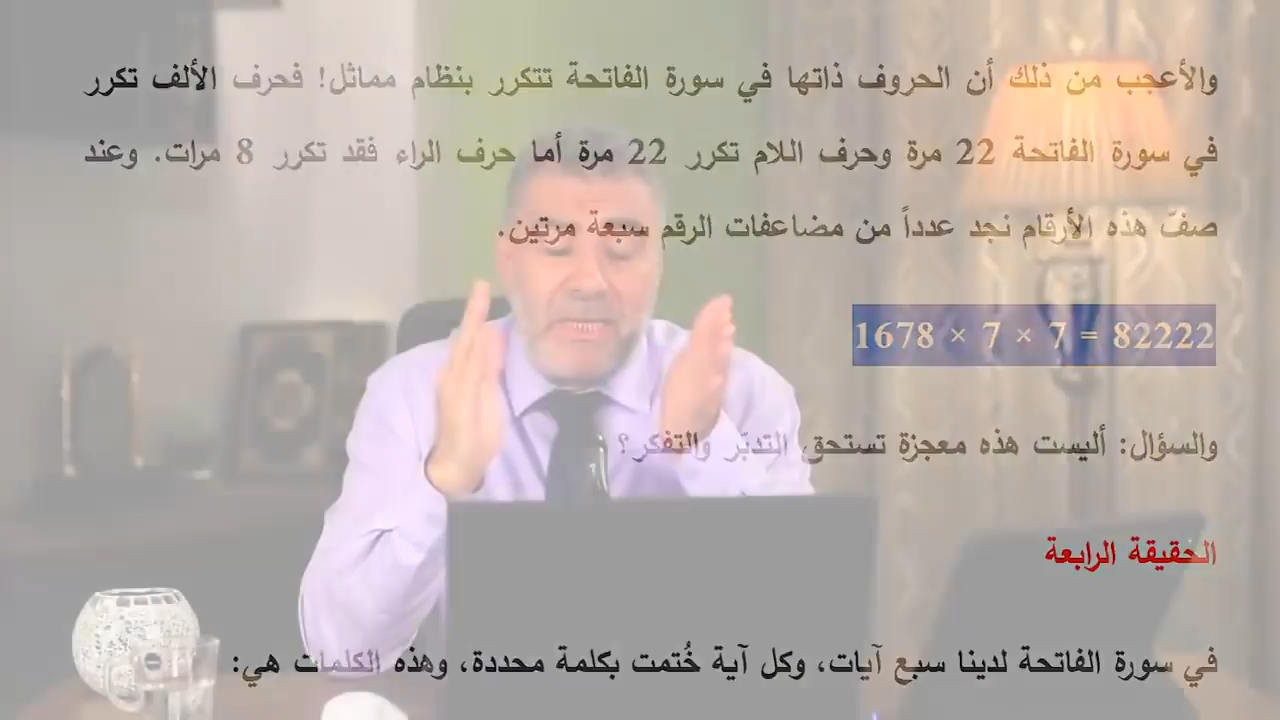 والأعجب من ذلك أن الحروف ذاتها في سورة الفاتحة تتكرر بنظام مماثل! فحرف الألف تكرر
في سورة الفاتحة 22 مرة وحرف اللام تكرر 22 مرة أما حرف الراء فقد تكرر 8 مرات. وعند
صفّ هذه الأرقام نجد عدداً من مضاعفات الرقم سبعة مرتين.
1678 × 7 × 7 = 82222
والسؤال: أليست هذه معجزة تستحق التدبّر والتفكر؟
الحقيقة الرابعة
في سورة الفاتحة لدينا سبع آيات، وكل آية خُتمت بكلمة محددة، وهذه الكلمات هي: